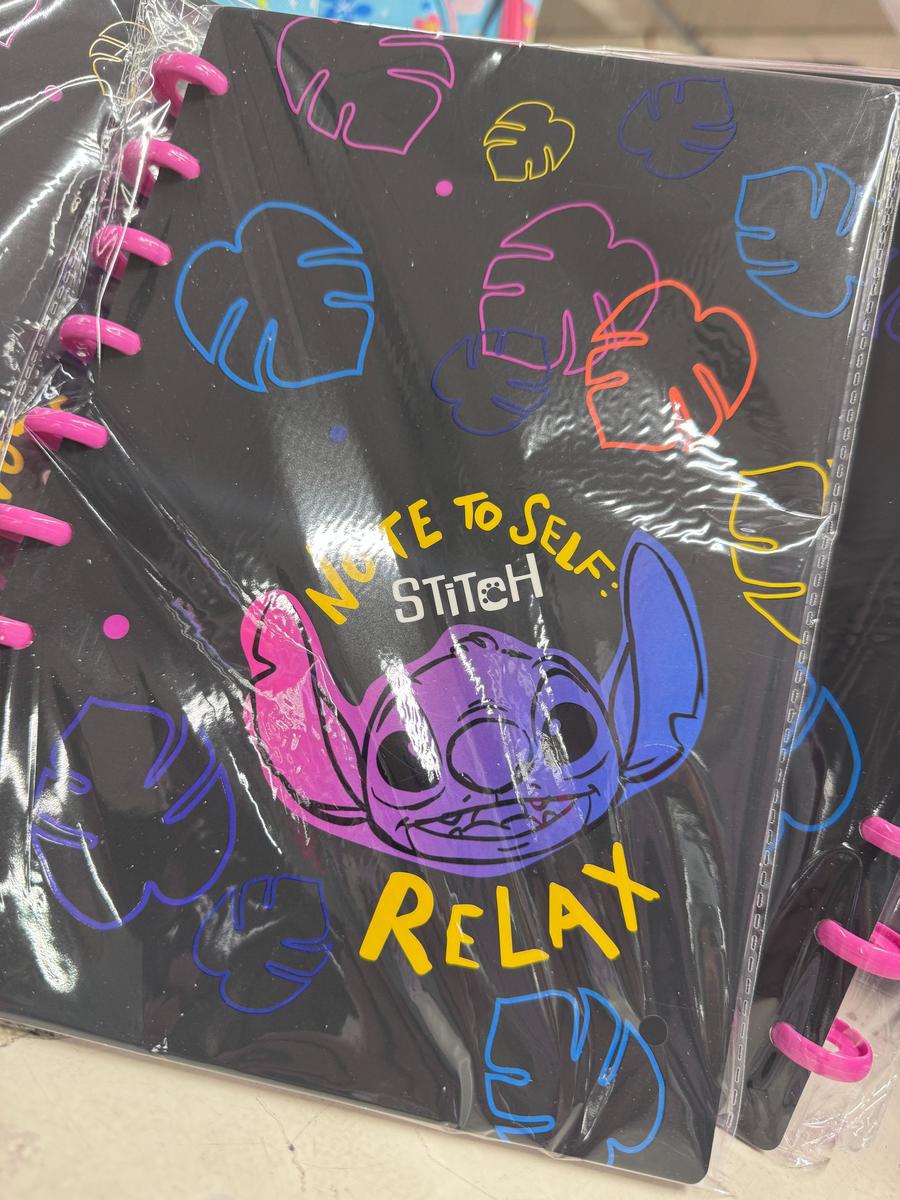 NOTE TO SELF:
STITCH
RELAX